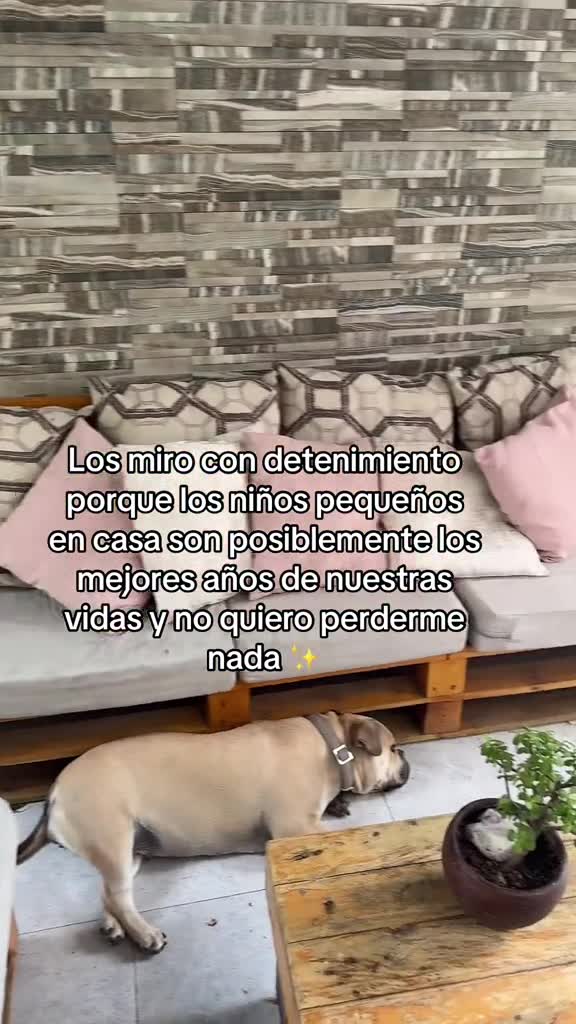 Los miro con detenimiento
porque los niños pequeños
en casa son posiblemente los
mejores años de nuestras
vidas y no quiero perderme
nada ✨